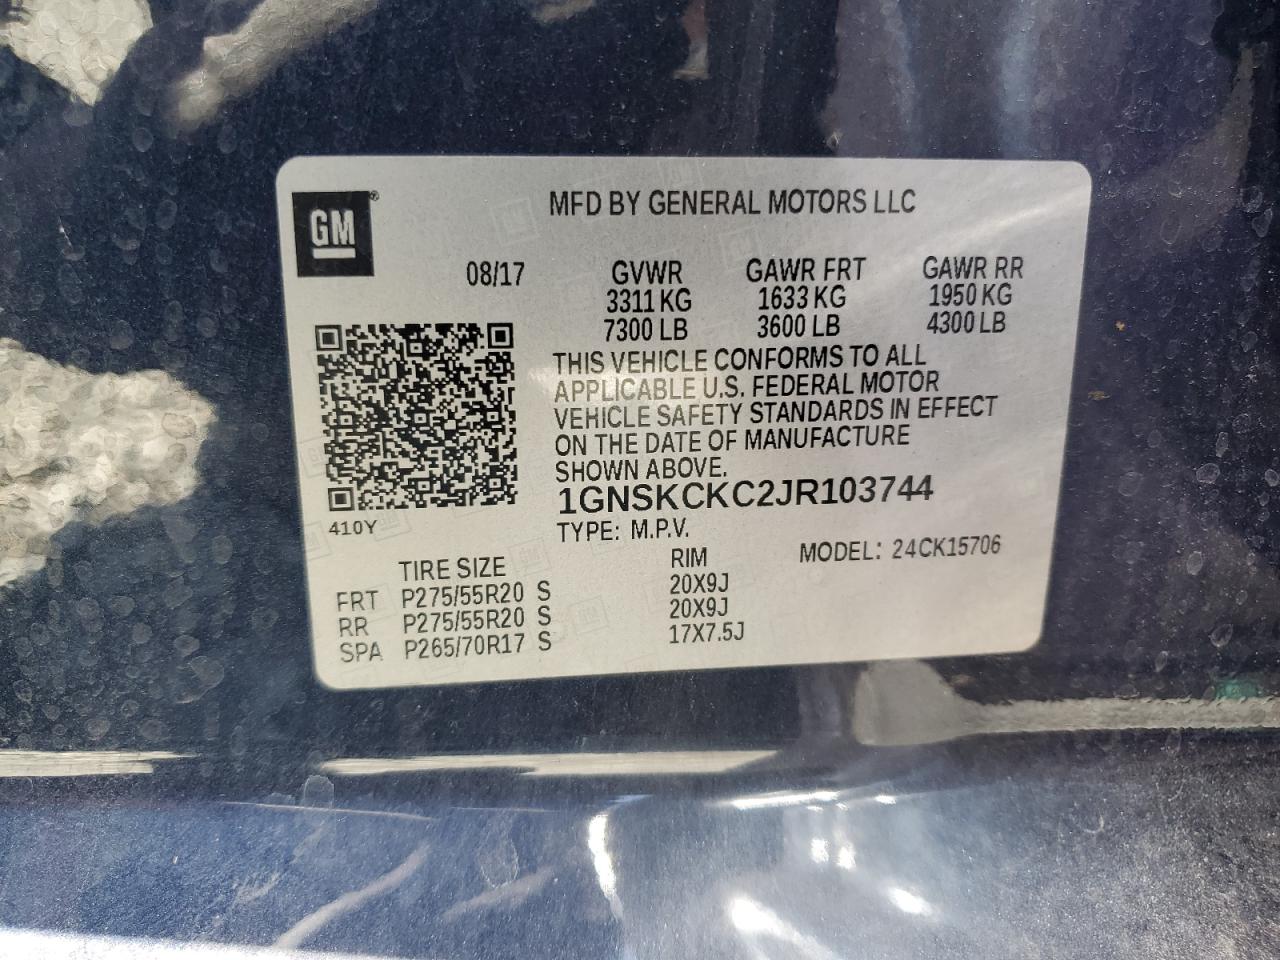 GM®
MFD BY GENERAL MOTORS LLC
08/17
GVWR GAWR FRT GAWR RR
3311 KG 1633 KG 1950 KG
7300 LB 3600 LB 4300 LB
THIS VEHICLE CONFORMS TO ALL
APPLICABLE U.S. FEDERAL MOTOR
VEHICLE SAFETY STANDARDS IN EFFECT
ON THE DATE OF MANUFACTURE
SHOWN ABOVE.
1GNSKCKC2JR103744
410Y
TYPE: M.P.V.
MODEL: 24CK15706
TIRE SIZE RIM
FRT P275/55R20 S 20X9J
RR P275/55R20 S 20X9J
SPA P265/70R17 S 17X7.5J